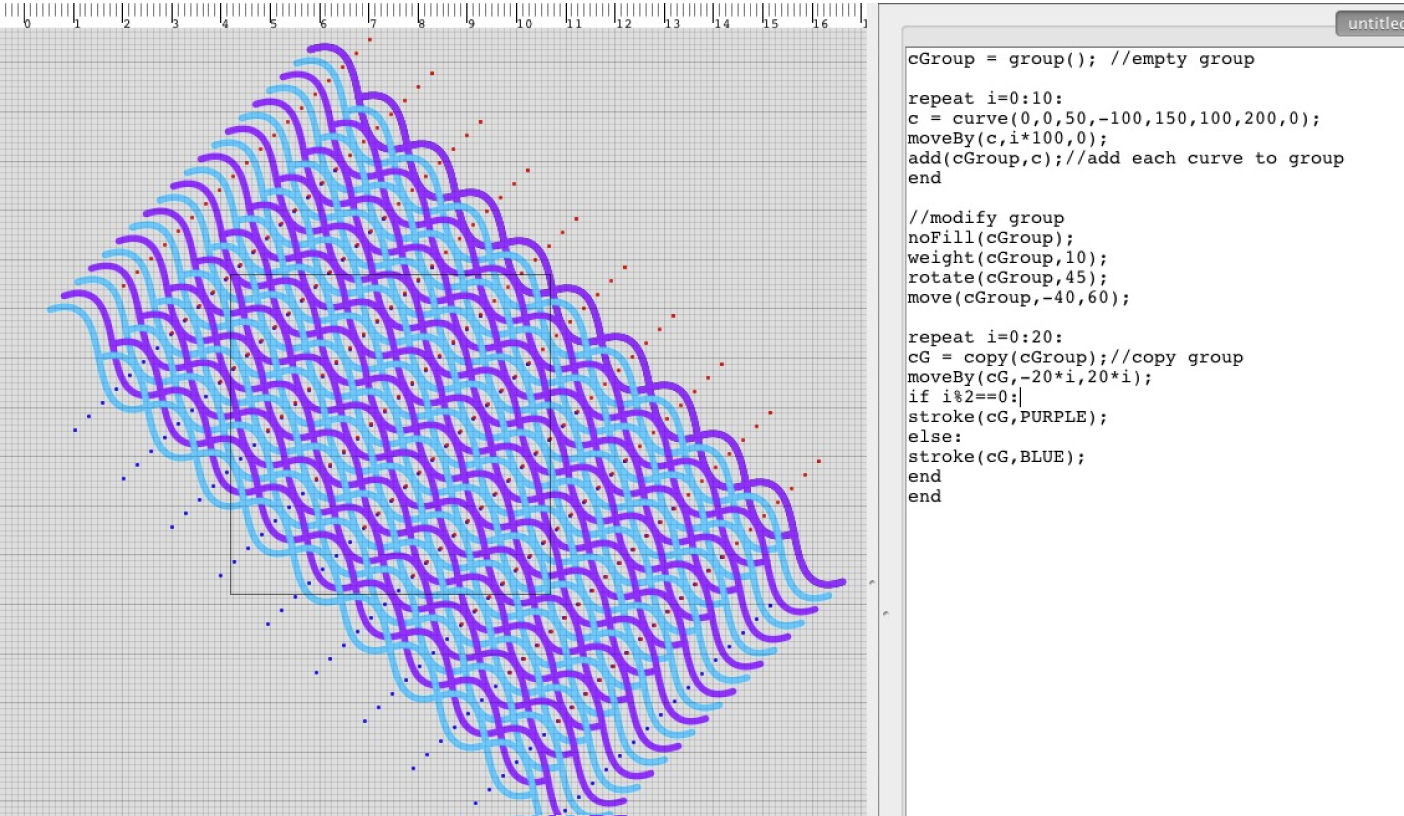 0 1 2 3 4 5 6 7 8 9 10 11 12 13 14 15 16
cGroup = group(); //empty group
repeat i=0:10:
c = curve(0,0,50,-100,150,100,200,0);
moveBy(c,i*100,0);
add(cGroup,c);//add each curve to group
end
//modify group
noFill(cGroup);
weight(cGroup,10);
rotate(cGroup,45);
move(cGroup,-40,60);
repeat i=0:20:
cG = copy(cGroup);//copy group
moveBy(cG,-20*i,20*i);
if i%2==0:
stroke(cG,PURPLE);
else:
stroke(cG,BLUE);
end
end